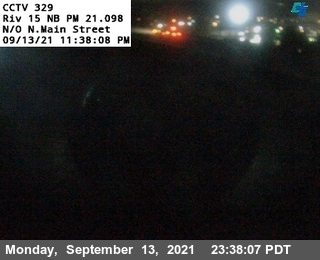 CCTV 329
Riv 15 NB PM 21.098
N/O N.Main Street
09/13/21 11:38:08 PM
Monday, September 13, 2021 23:38:07 PDT